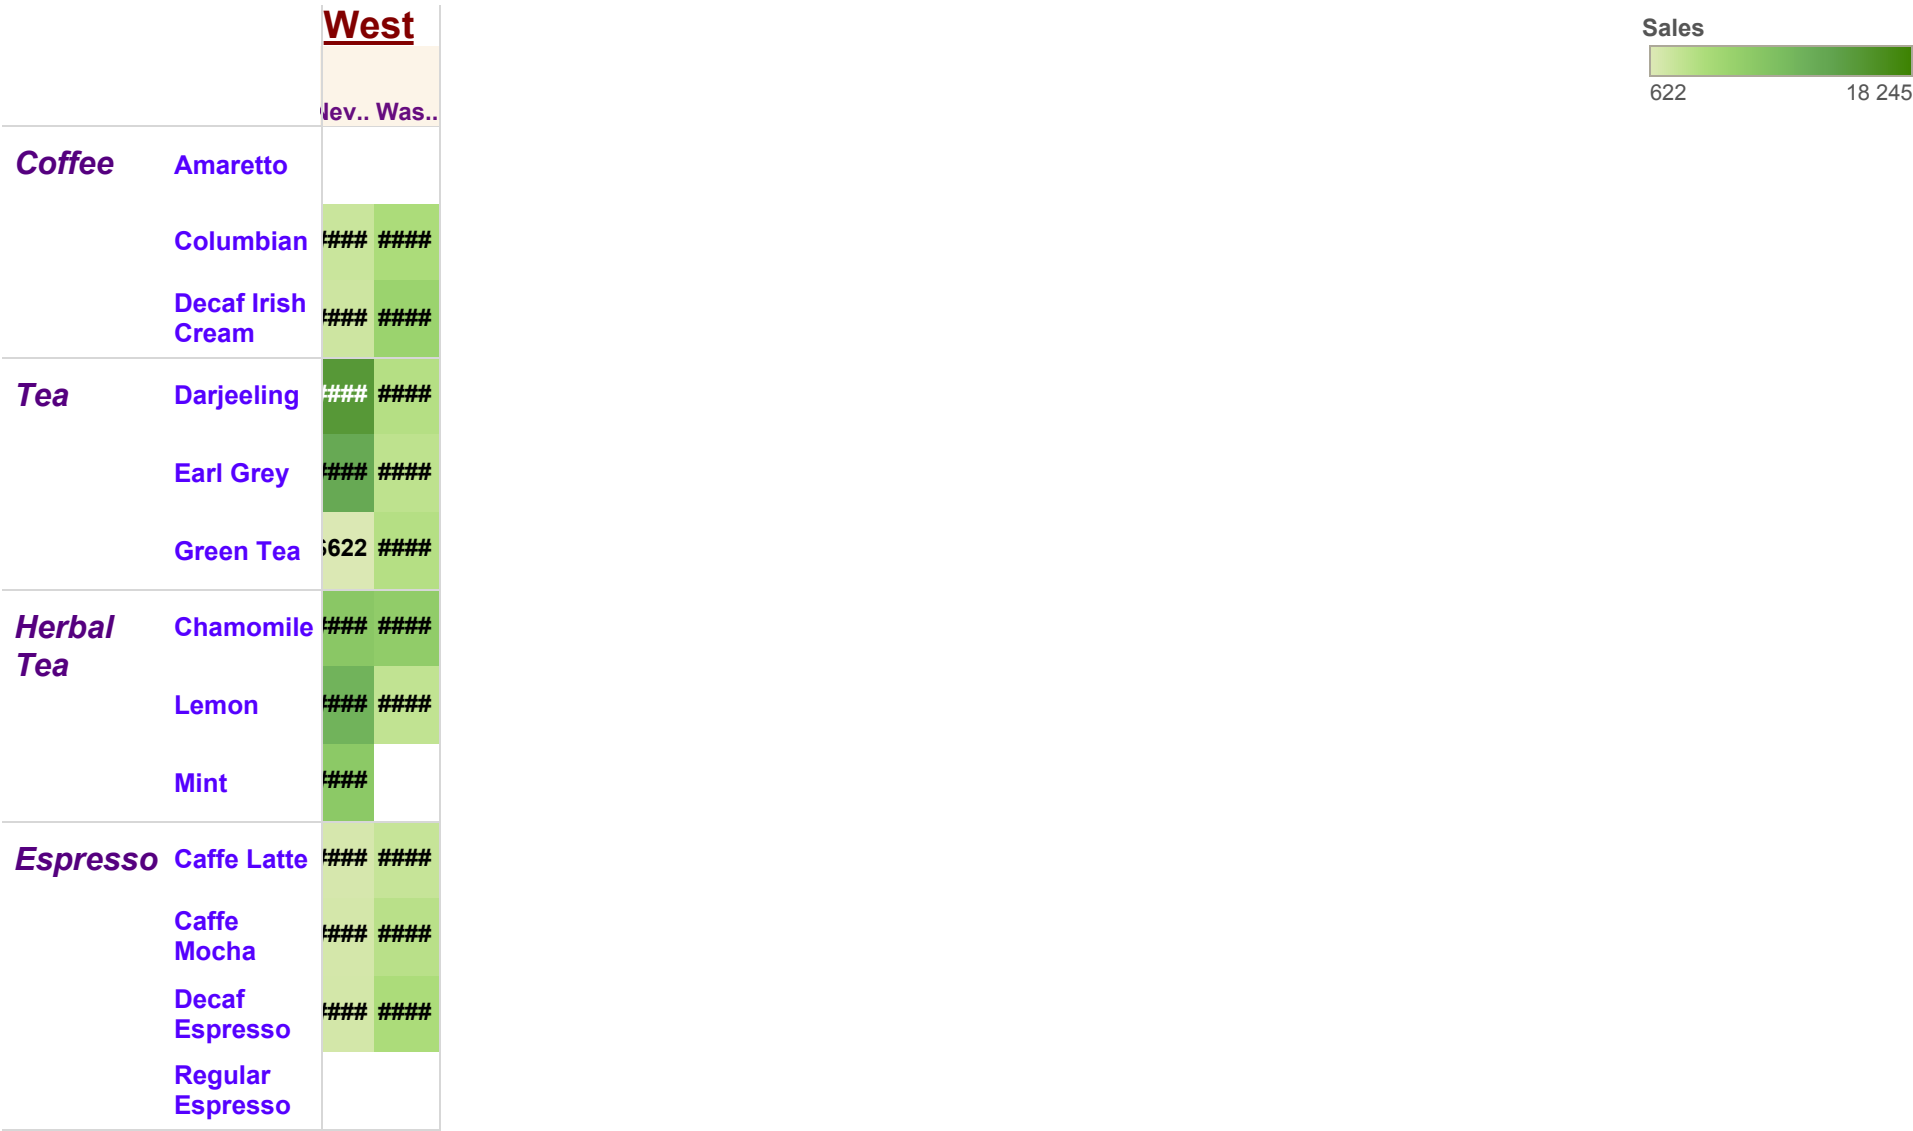 West
Sales
622 18 245
Nev.. Was..
Coffee Amaretto
Columbian #### ####
Decaf Irish
Cream #### ####
Tea Darjeeling #### ####
Earl Grey #### ####
Green Tea $622 ####
Herbal
Tea
Chamomile #### ####
Lemon #### ####
Mint ####
Espresso Caffe Latte #### ####
Caffe
Mocha #### ####
Decaf
Espresso #### ####
Regular
Espresso